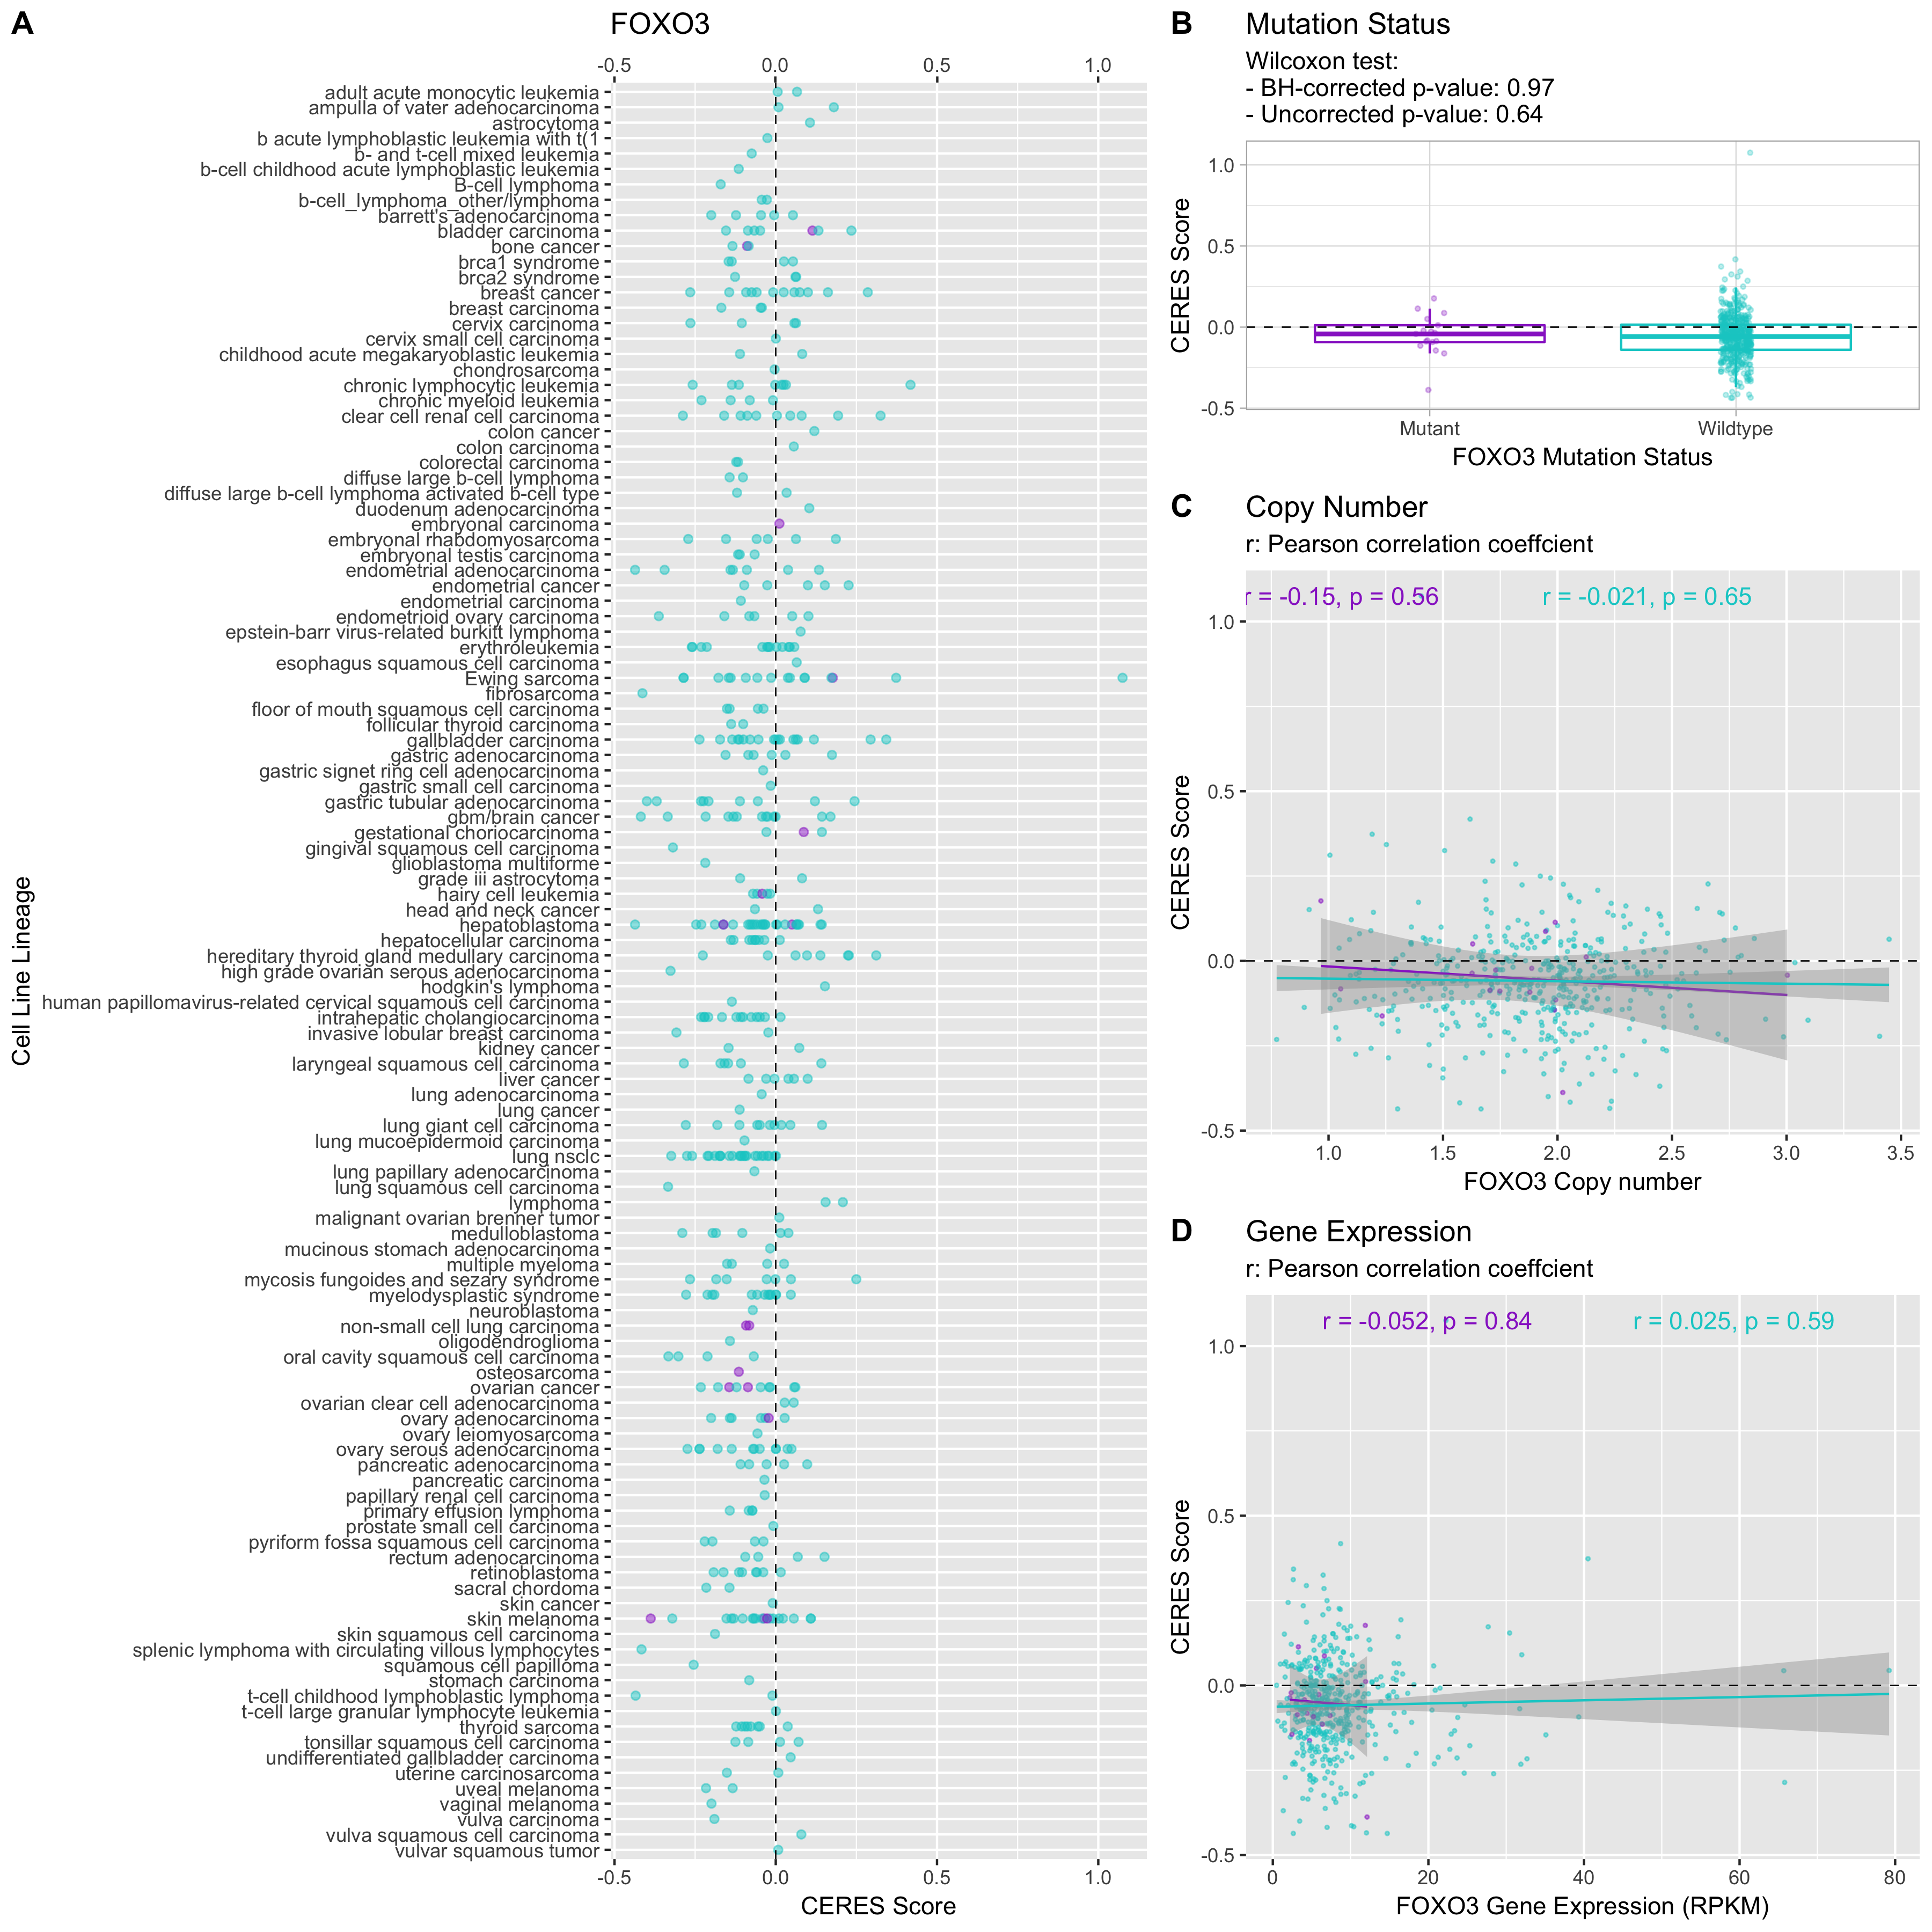 A
FOXO3
-0.5 0.0 0.5 1.0
Cell Line Lineage
adult acute monocytic leukemia
ampulla of vater adenocarcinoma
astrocytoma
b acute lymphoblastic leukemia with t(1
b- and t-cell mixed leukemia
b-cell childhood acute lymphoblastic leukemia
B-cell lymphoma
b-cell_lymphoma_other/lymphoma
barrett's adenocarcinoma
bladder carcinoma
bone cancer
brca1 syndrome
brca2 syndrome
breast cancer
breast carcinoma
cervix carcinoma
cervix small cell carcinoma
childhood acute megakaryoblastic leukemia
chondrosarcoma
chronic lymphocytic leukemia
chronic myeloid leukemia
clear cell renal cell carcinoma
colon cancer
colon carcinoma
colorectal carcinoma
diffuse large b-cell lymphoma
diffuse large b-cell lymphoma activated b-cell type
duodenum adenocarcinoma
embryonal carcinoma
embryonal rhabdomyosarcoma
embryonal testis carcinoma
endometrial adenocarcinoma
endometrial cancer
endometrial carcinoma
endometrioid ovary carcinoma
epstein-barr virus-related burkitt lymphoma
erythroleukemia
esophagus squamous cell carcinoma
Ewing sarcoma
fibrosarcoma
floor of mouth squamous cell carcinoma
follicular thyroid carcinoma
gallbladder carcinoma
gastric adenocarcinoma
gastric signet ring cell adenocarcinoma
gastric small cell carcinoma
gastric tubular adenocarcinoma
gbm/brain cancer
gestational choriocarcinoma
gingival squamous cell carcinoma
glioblastoma multiforme
grade iii astrocytoma
hairy cell leukemia
head and neck cancer
hepatoblastoma
hepatocellular carcinoma
hereditary thyroid gland medullary carcinoma
high grade ovarian serous adenocarcinoma
hodgkin's lymphoma
human papillomavirus-related cervical squamous cell carcinoma
intrahepatic cholangiocarcinoma
invasive lobular breast carcinoma
kidney cancer
laryngeal squamous cell carcinoma
liver cancer
lung adenocarcinoma
lung cancer
lung giant cell carcinoma
lung mucoepidermoid carcinoma
lung nsclc
lung papillary adenocarcinoma
lung squamous cell carcinoma
lymphoma
malignant ovarian brenner tumor
medulloblastoma
mucinous stomach adenocarcinoma
multiple myeloma
mycosis fungoides and sezary syndrome
myelodysplastic syndrome
neuroblastoma
non-small cell lung carcinoma
oligodendroglioma
oral cavity squamous cell carcinoma
osteosarcoma
ovarian cancer
ovarian clear cell adenocarcinoma
ovary adenocarcinoma
ovary leiomyosarcoma
ovary serous adenocarcinoma
pancreatic adenocarcinoma
pancreatic carcinoma
papillary renal cell carcinoma
primary effusion lymphoma
prostate small cell carcinoma
pyriform fossa squamous cell carcinoma
rectum adenocarcinoma
retinoblastoma
sacral chordoma
skin cancer
skin melanoma
skin squamous cell carcinoma
splenic lymphoma with circulating villous lymphocytes
squamous cell papilloma
stomach carcinoma
t-cell childhood lymphoblastic lymphoma
t-cell large granular lymphocyte leukemia
thyroid sarcoma
tonsillar squamous cell carcinoma
undifferentiated gallbladder carcinoma
uterine carcinosarcoma
uveal melanoma
vaginal melanoma
vulva carcinoma
vulva squamous cell carcinoma
vulvar squamous tumor
-0.5 0.0 0.5 1.0
CERES Score
B
Mutation Status
Wilcoxon test:
- BH-corrected p-value: 0.97
- Uncorrected p-value: 0.64
CERES Score
1.0
0.5
0.0
-0.5
Mutant Wildtype
FOXO3 Mutation Status
C
Copy Number
r: Pearson correlation coeffcient
r = -0.15, p = 0.56 r = -0.021, p = 0.65
CERES Score
1.0
0.5
0.0
-0.5
1.0 1.5 2.0 2.5 3.0 3.5
FOXO3 Copy number
D
Gene Expression
r: Pearson correlation coeffcient
r = -0.052, p = 0.84 r = 0.025, p = 0.59
CERES Score
1.0
0.5
0.0
-0.5
0 20 40 60 80
FOXO3 Gene Expression (RPKM)